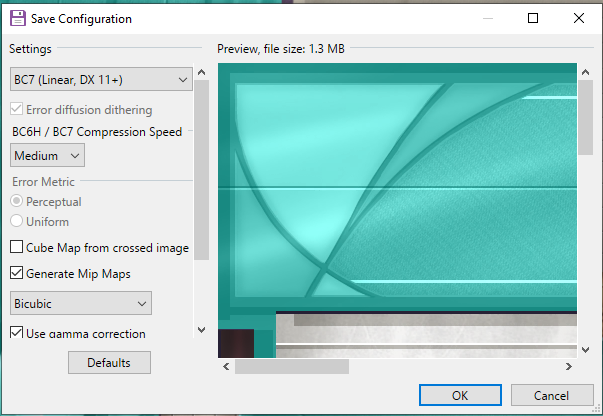 Save Configuration
Settings
Preview, file size: 1.3 MB
BC7 (Linear, DX 11+)
Error diffusion dithering
BC6H / BC7 Compression Speed
Medium
Error Metric
Perceptual
Uniform
Cube Map from crossed image
Generate Mip Maps
Bicubic
Use gamma correction
Defaults
OK
Cancel